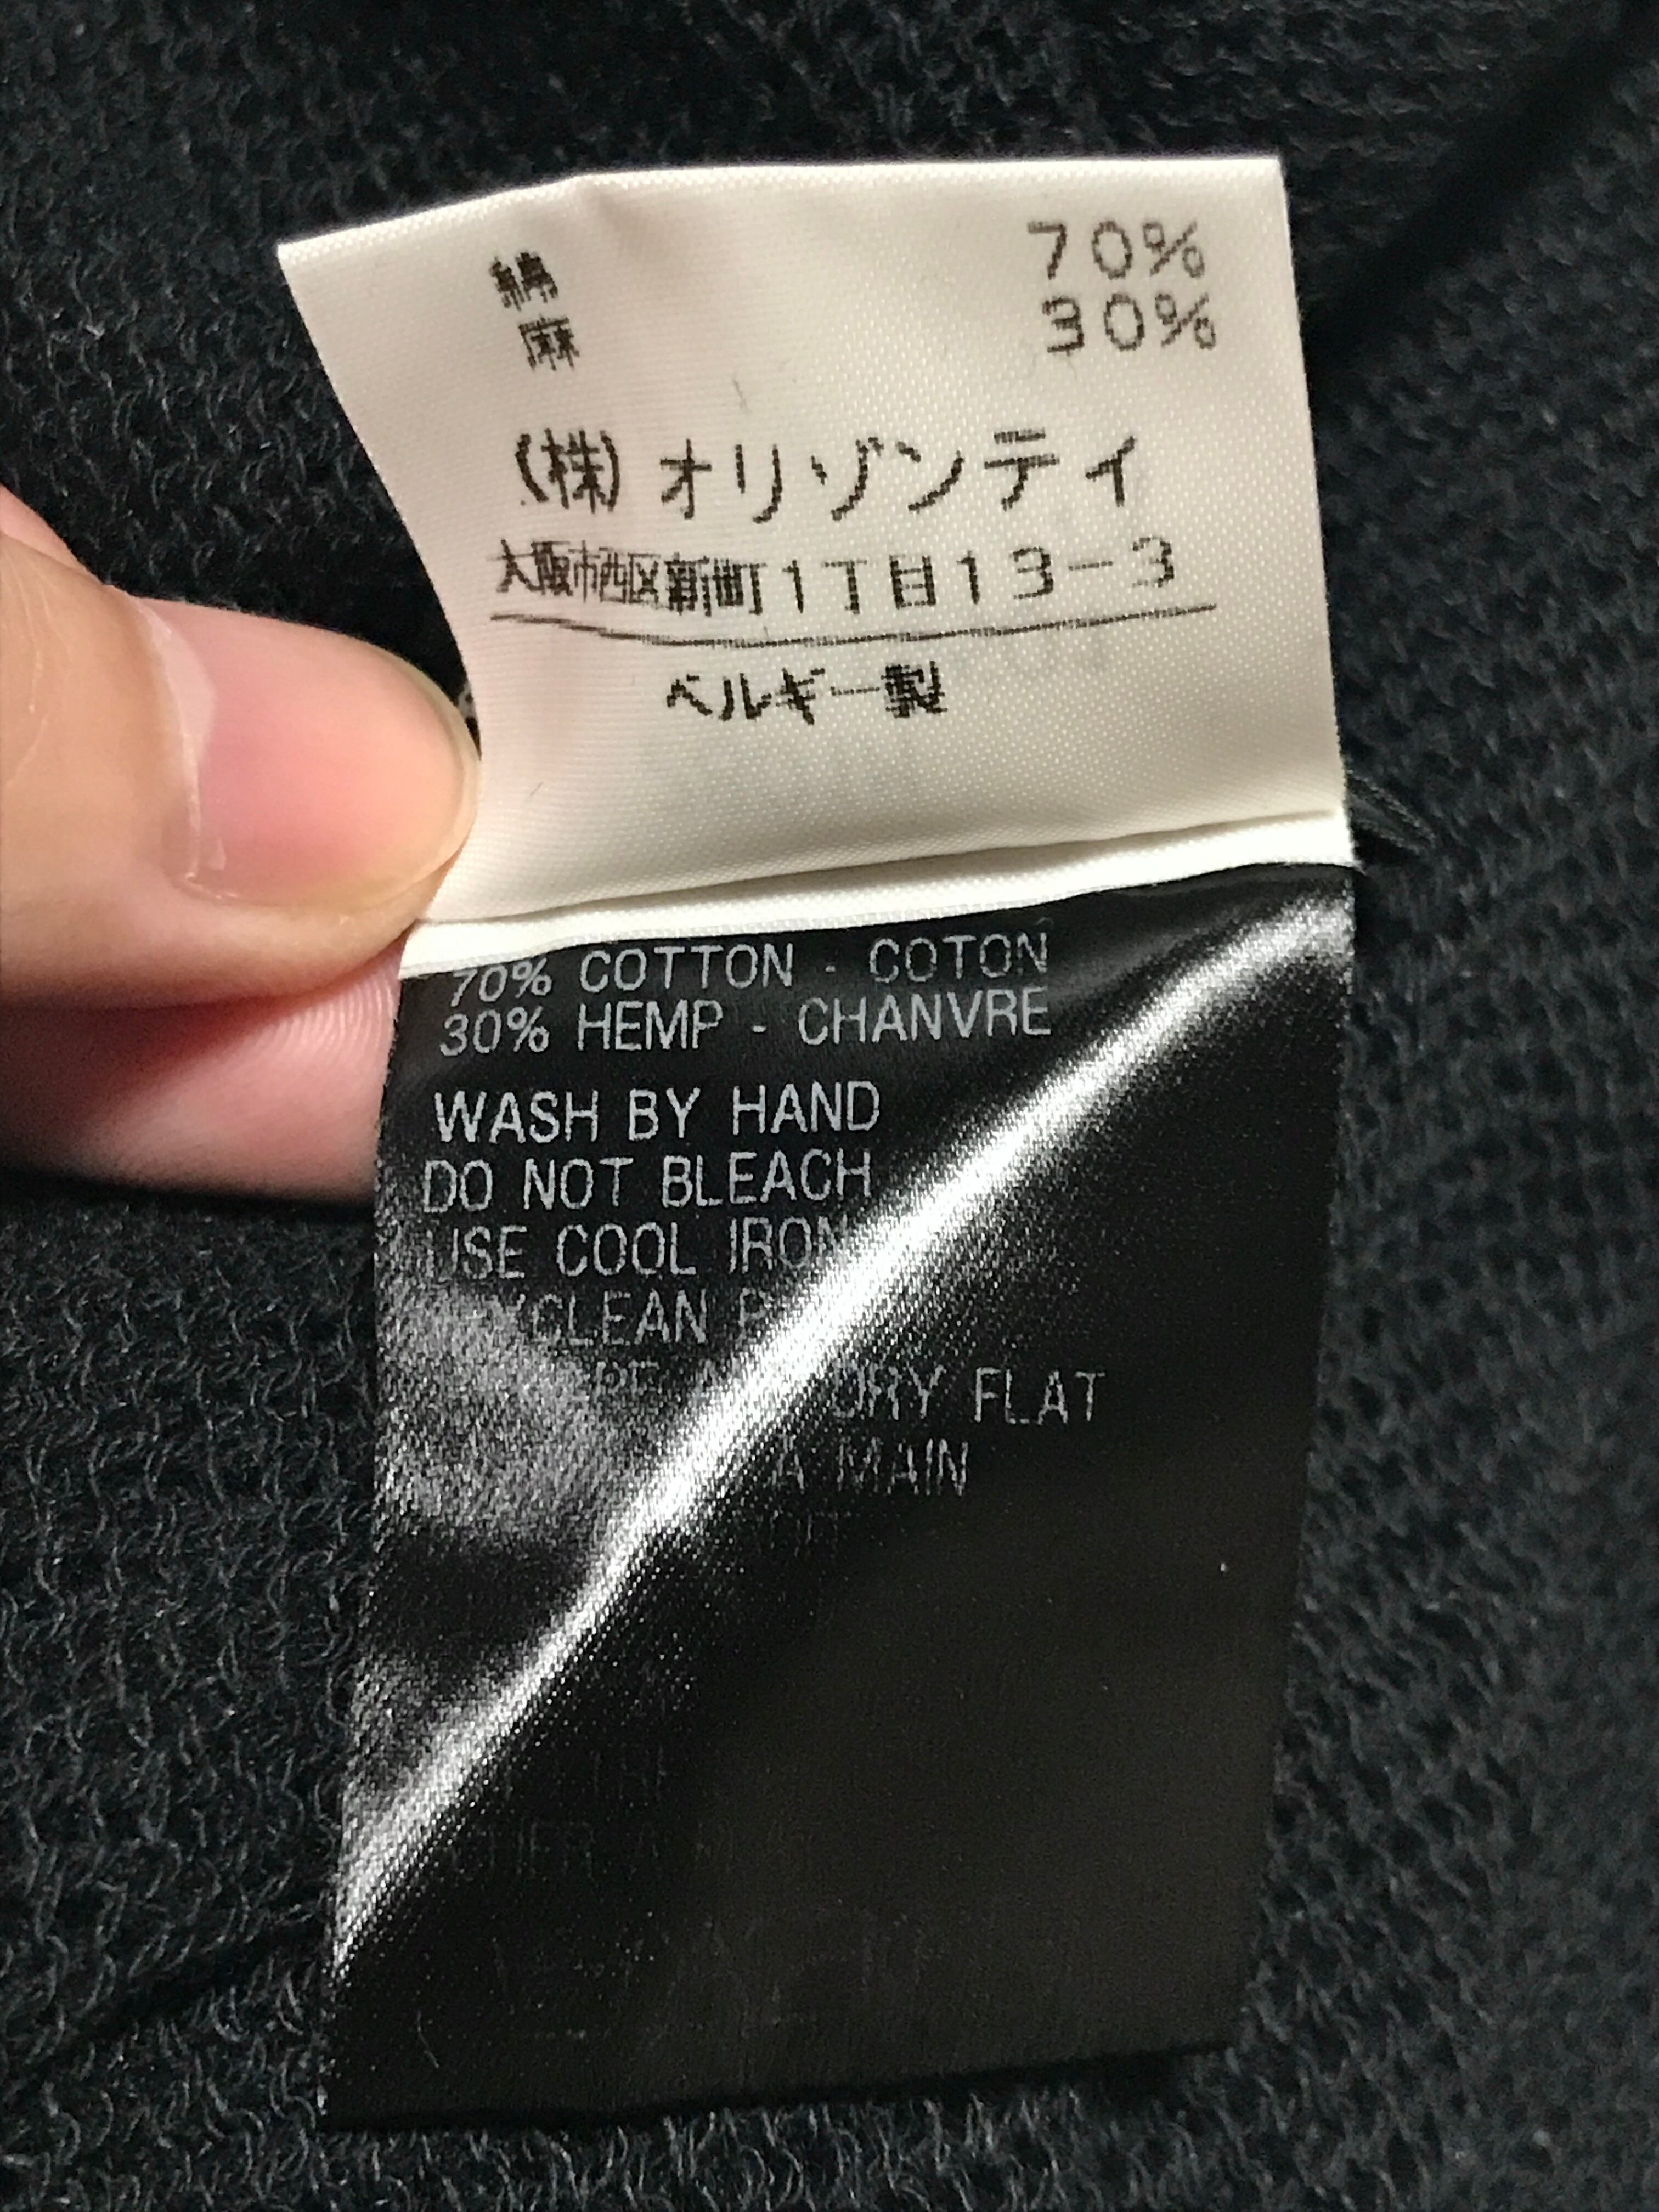 綿 70%
麻 30%
(株)オリゾンティ
大阪市西区新町1丁目13-3
ベルギー製
70% COTTON - COTON
30% HEMP - CHANVRE
WASH BY HAND
DO NOT BLEACH
USE COOL IRON
CLEAN
DRY FLAT
A MAIN